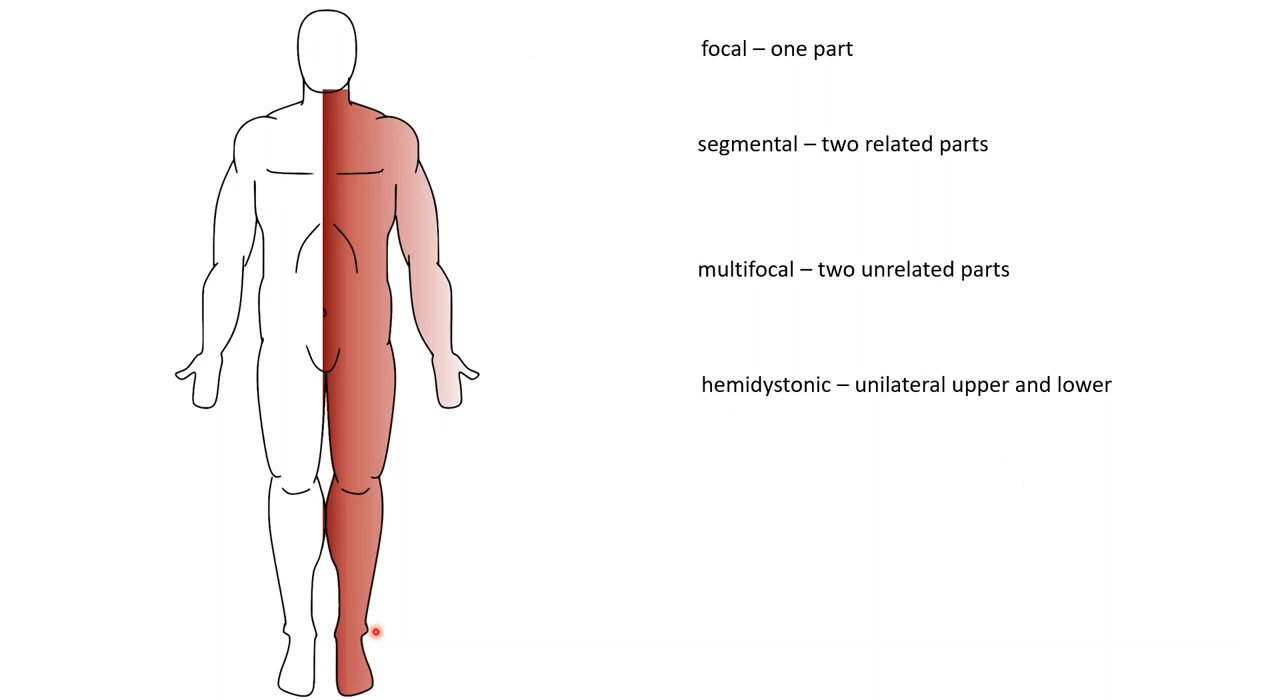 focal – one part
segmental – two related parts
multifocal – two unrelated parts
hemidystonic – unilateral upper and lower